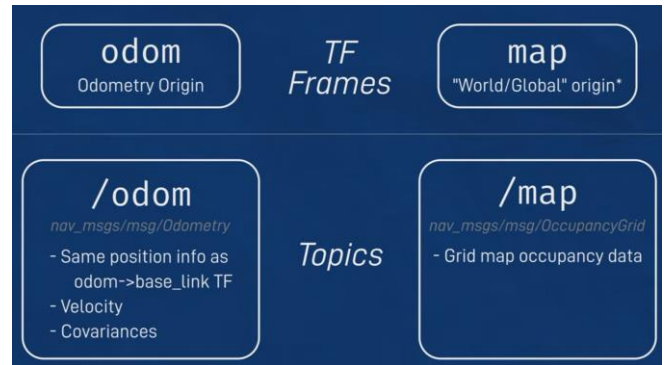 odom
Odometry Origin
TF
Frames
map
"World/Global" origin*
/odom
nav_msgs/msg/Odometry
- Same position info as
odom->base_link TF
- Velocity
- Covariances
Topics
/map
nav_msgs/msg/OccupancyGrid
- Grid map occupancy data